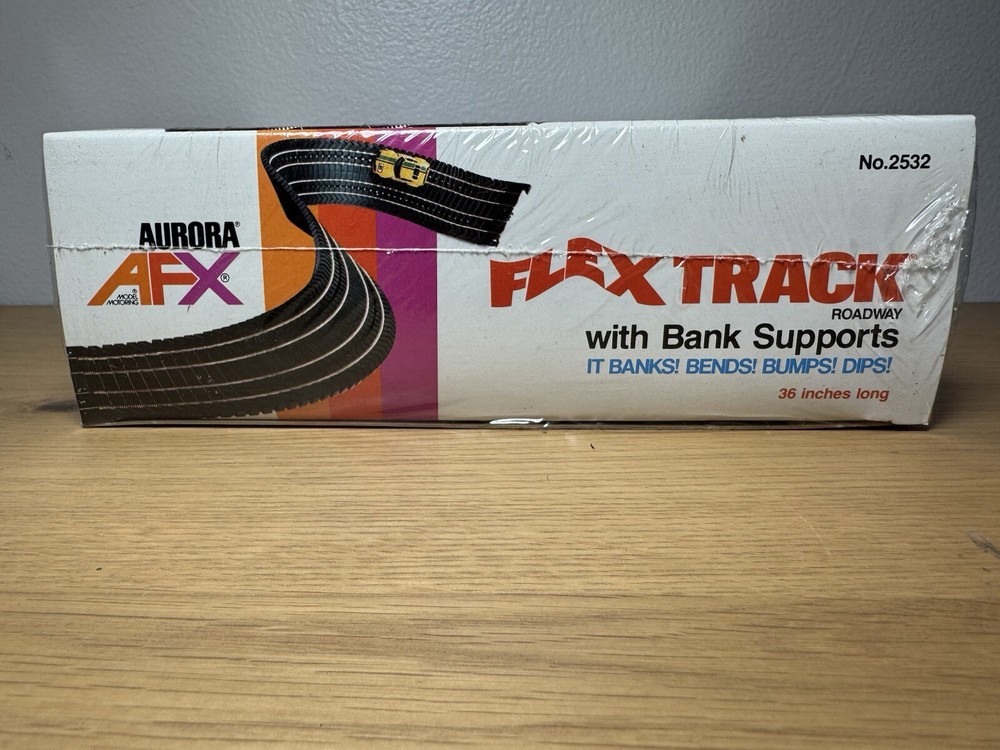 AURORA®
AFX®
MODEL MOTORING®
No.2532
FLEX TRACK
ROADWAY
with Bank Supports
IT BANKS! BENDS! BUMPS! DIPS!
36 inches long